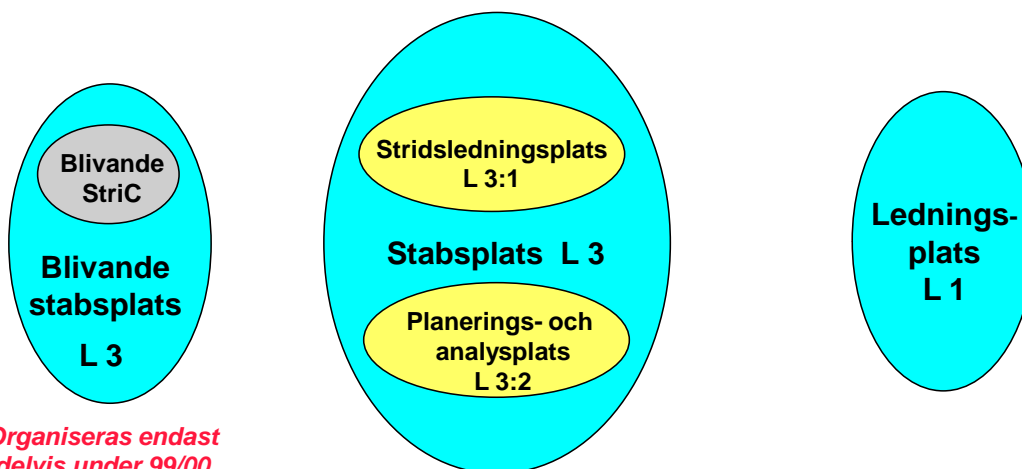 Blivande
StriC
Blivande
stabsplats
L 3
Organiseras endast
delvis under 99/00
Stridsledningsplats
L 3:1
Stabsplats L 3
Planerings- och
analysplats
L 3:2
Lednings-
plats
L 1